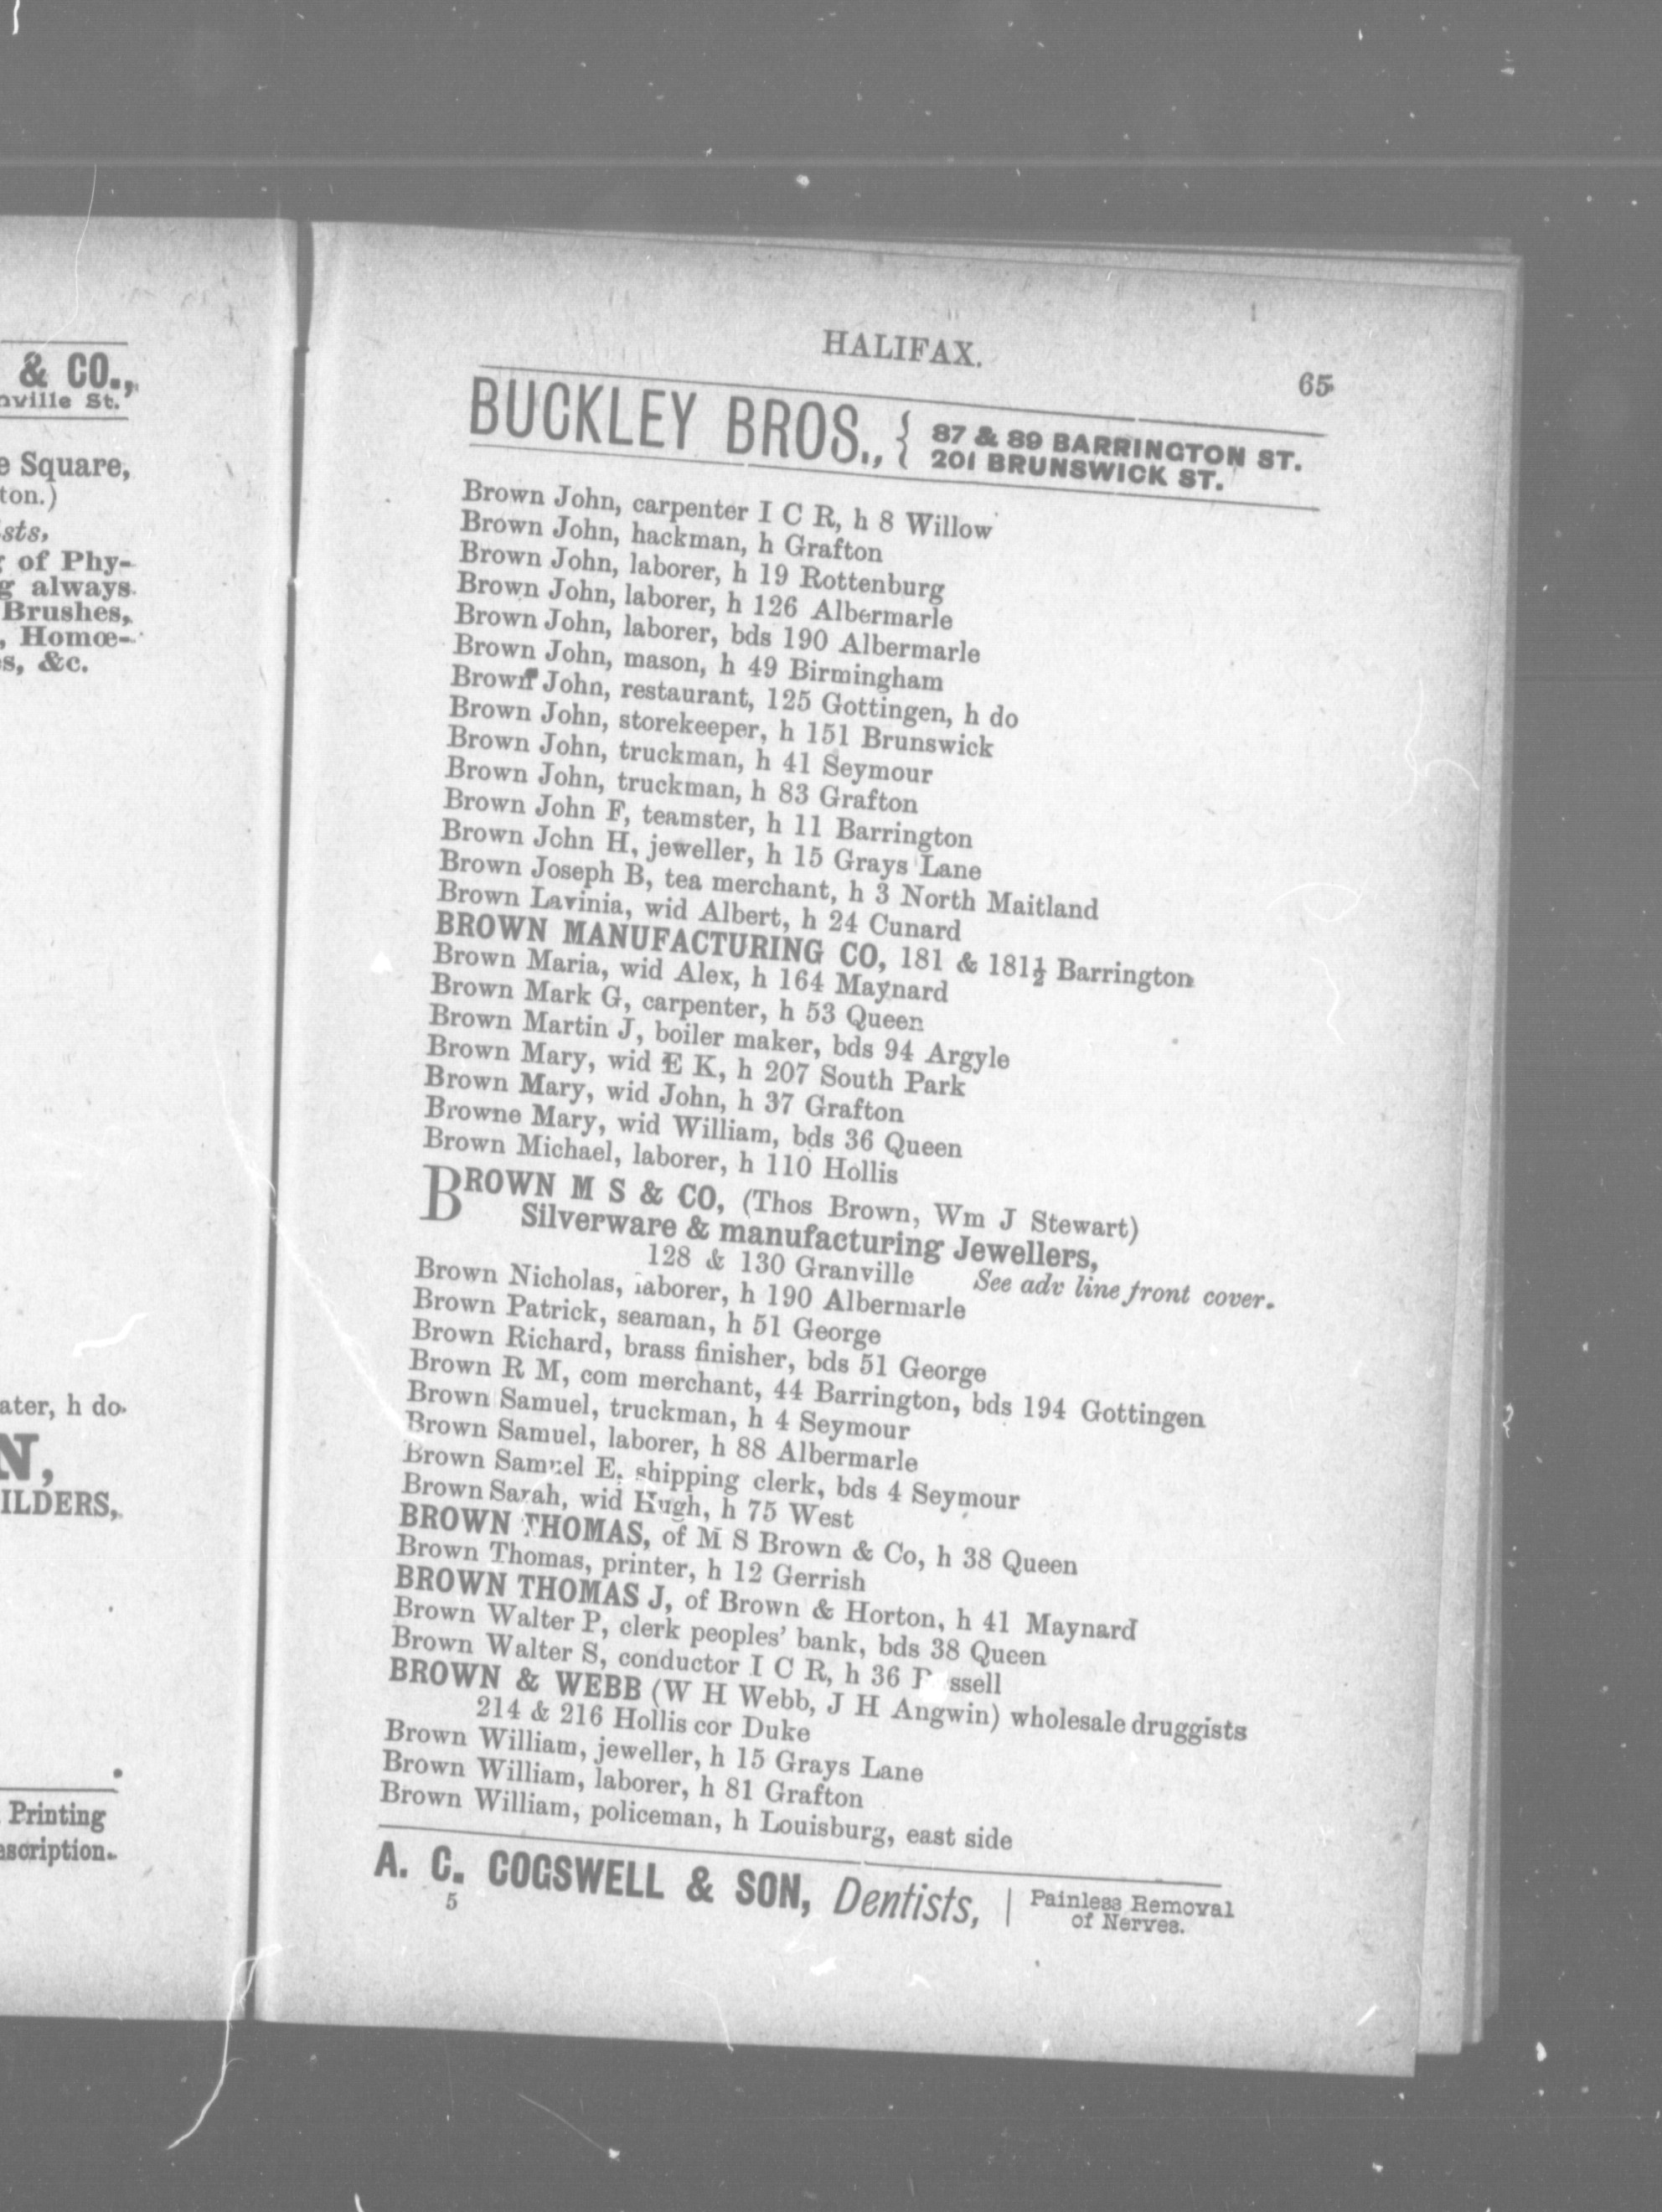 & CO.,
nville St.
e Square,
ton.)
sts,
of Phy-
g always
Brushes,
, Homœ-
s, &c.
ater, h do
N,
ILDERS,
Printing
escription.
HALIFAX.
65
BUCKLEY BROS., { 87 & 89 BARRINGTON ST.
201 BRUNSWICK ST.
Brown John, carpenter I C R, h 8 Willow
Brown John, hackman, h Grafton
Brown John, laborer, h 19 Rottenburg
Brown John, laborer, h 126 Albermarle
Brown John, laborer, bds 190 Albermarle
Brown John, mason, h 49 Birmingham
Brown John, restaurant, 125 Gottingen, h do
Brown John, storekeeper, h 151 Brunswick
Brown John, truckman, h 41 Seymour
Brown John, truckman, h 83 Grafton
Brown John F, teamster, h 11 Barrington
Brown John H, jeweller, h 15 Grays Lane
Brown Joseph B, tea merchant, h 3 North Maitland
Brown Lavinia, wid Albert, h 24 Cunard
BROWN MANUFACTURING CO, 181 & 181½ Barrington
Brown Maria, wid Alex, h 164 Maynard
Brown Mark G, carpenter, h 53 Queen
Brown Martin J, boiler maker, bds 94 Argyle
Brown Mary, wid E K, h 207 South Park
Brown Mary, wid John, h 37 Grafton
Browne Mary, wid William, bds 36 Queen
Brown Michael, laborer, h 110 Hollis
BROWN M S & CO, (Thos Brown, Wm J Stewart)
Silverware & manufacturing Jewellers,
128 & 130 Granville See adv line front cover.
Brown Nicholas, laborer, h 190 Albermarle
Brown Patrick, seaman, h 51 George
Brown Richard, brass finisher, bds 51 George
Brown R M, com merchant, 44 Barrington, bds 194 Gottingen
Brown Samuel, truckman, h 4 Seymour
Brown Samuel, laborer, h 88 Albermarle
Brown Samuel E, shipping clerk, bds 4 Seymour
Brown Sarah, wid Hugh, h 75 West
BROWN THOMAS, of M S Brown & Co, h 38 Queen
Brown Thomas, printer, h 12 Gerrish
BROWN THOMAS J, of Brown & Horton, h 41 Maynard
Brown Walter P, clerk peoples' bank, bds 38 Queen
Brown Walter S, conductor I C R, h 36 ssell
BROWN & WEBB (W H Webb, J H Angwin) wholesale druggists
214 & 216 Hollis cor Duke
Brown William, jeweller, h 15 Grays Lane
Brown William, laborer, h 81 Grafton
Brown William, policeman, h Louisburg, east side
A. C. COGSWELL & SON, Dentists, | Painless Removal
of Nerves.
5